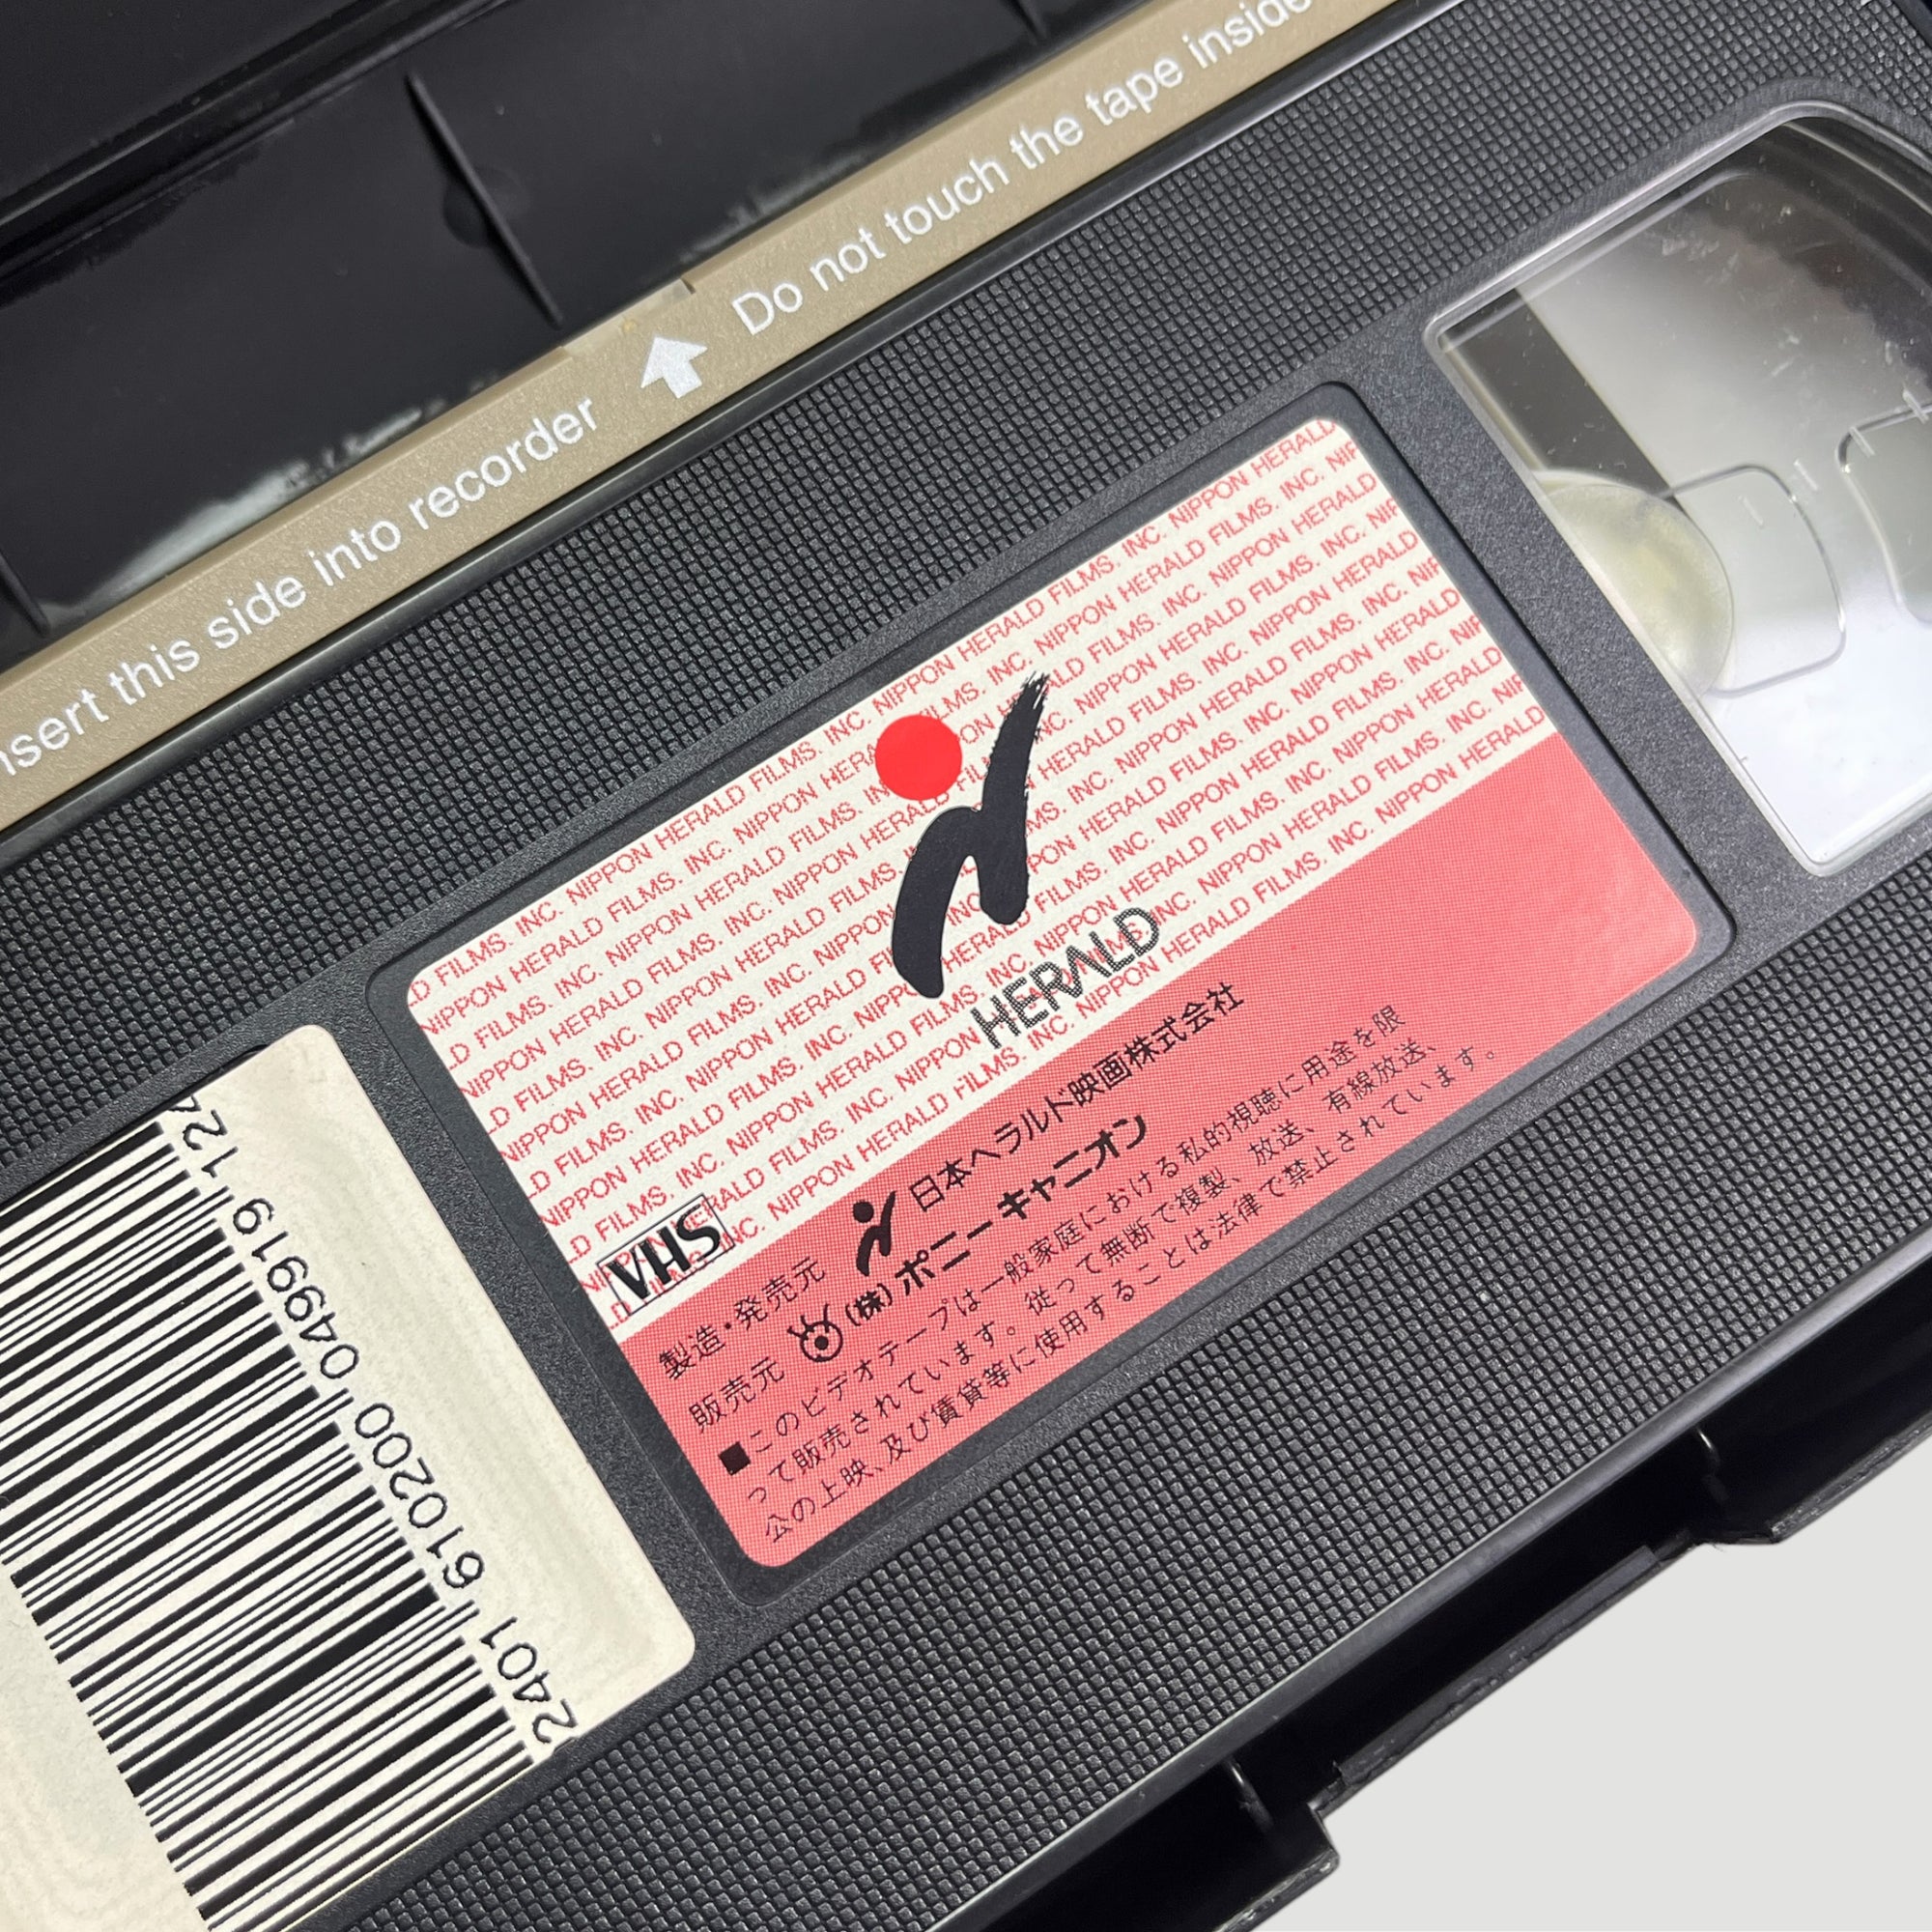 Insert this side into recorder ⬆ Do not touch the tape inside
NIPPON HERALD FILMS. INC. NIPPON HERALD FILMS. INC. NIPPON HERALD
HERALD
VHS
製造・発売元 日本ヘラルド映画株式会社
販売元 (株)ポニーキャニオン
■このビデオテープは一般家庭における私的視聴に用途を限
って販売されています。従って無断で複製、放送、有線放送、
公の上映、及び賃貸等に使用することは法律で禁止されています。
2401 610200 049919 124